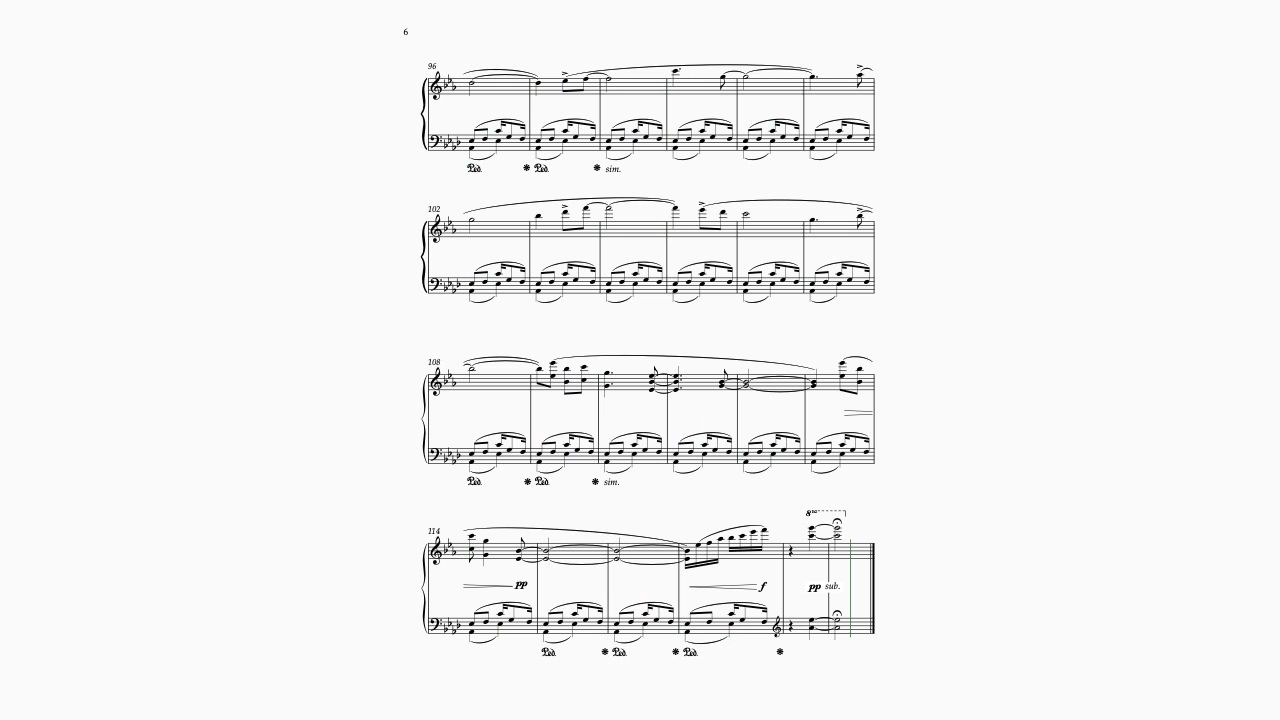 6
96
Ped. Ped. sim.
102
108
Ped. Ped. sim.
8va
114
pp f pp sub.
Ped. Ped. Ped.